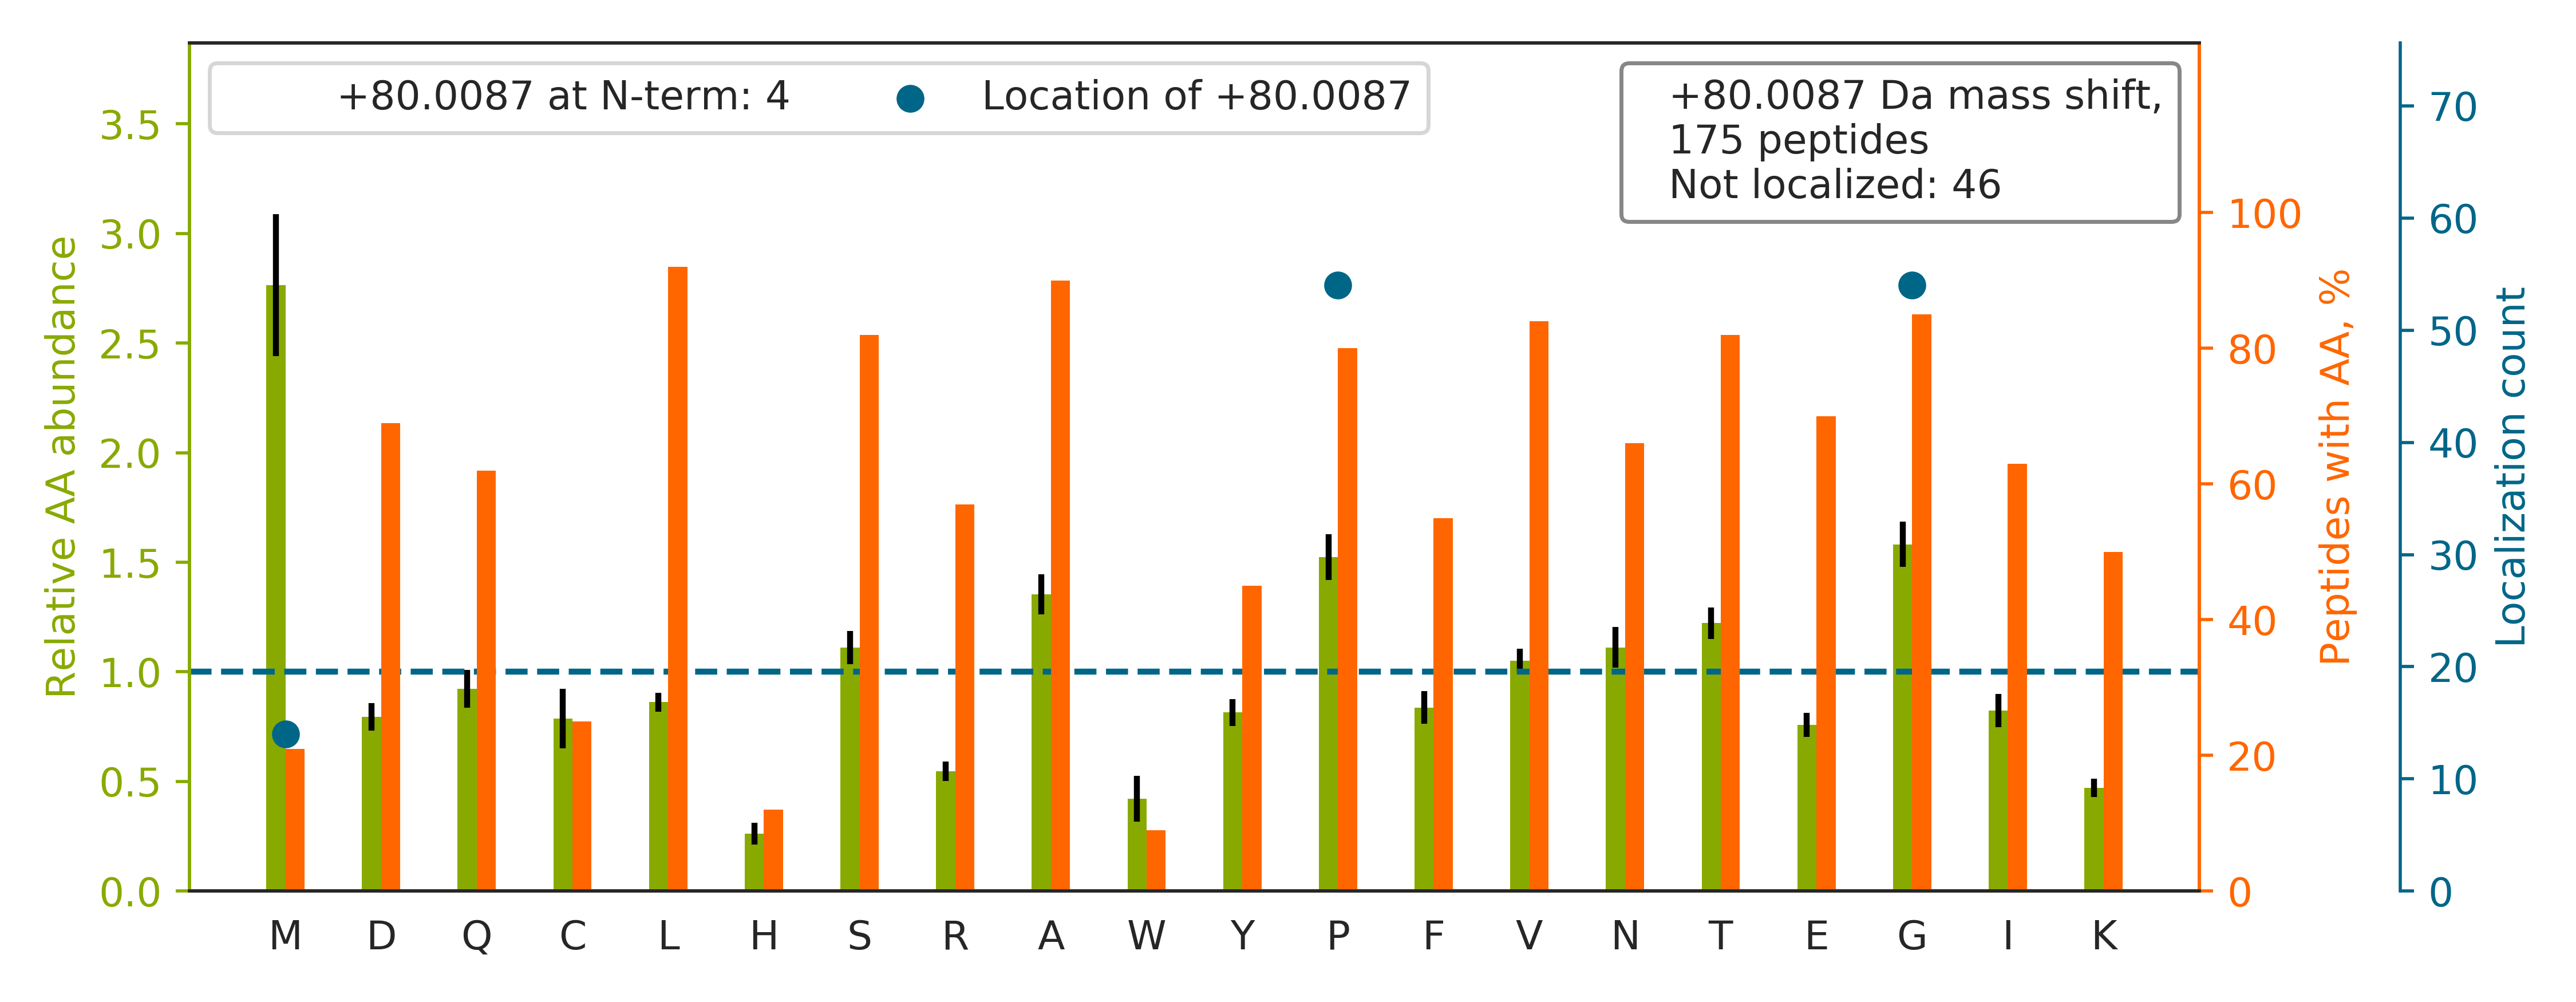 +80.0087 at N-term: 4
Location of +80.0087
+80.0087 Da mass shift,
175 peptides
Not localized: 46
Relative AA abundance
3.5
3.0
2.5
2.0
1.5
1.0
0.5
0.0
M D Q C L H S R A W Y P F V N T E G I K
100
80
60
40
20
0
Peptides with AA, %
70
60
50
40
30
20
10
0
Localization count